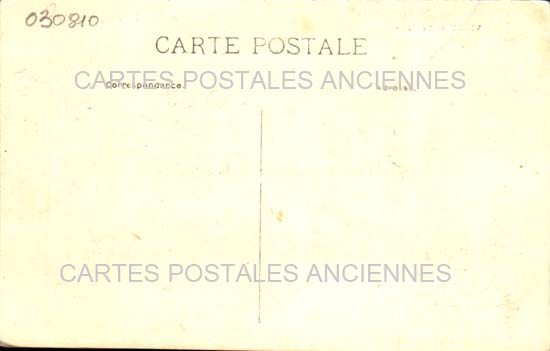 030810
CARTE POSTALE
CARTES POSTALES ANCIENNES
Correspondance
CARTES POSTALES ANCIENNES